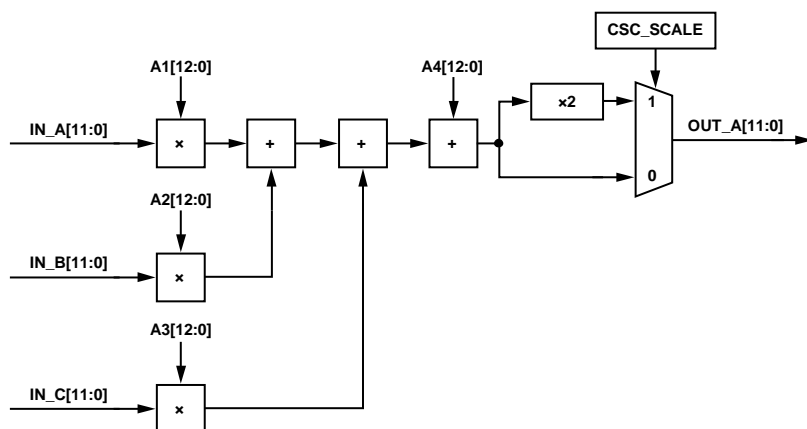 CSC_SCALE
A1[12:0]
A4[12:0]
×2
1
IN_A[11:0]
×
+
+
+
OUT_A[11:0]
0
A2[12:0]
IN_B[11:0]
×
A3[12:0]
IN_C[11:0]
×